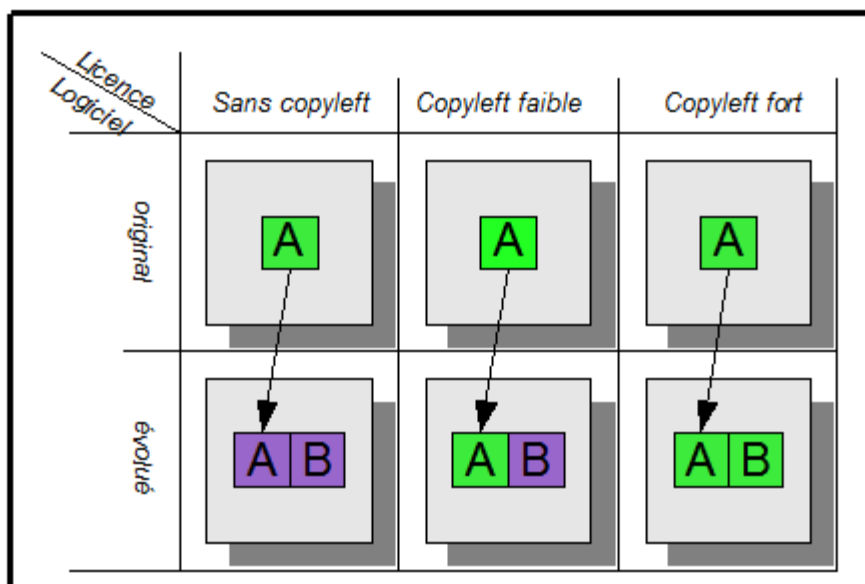 Licence
Logiciel
Sans copyleft
Copyleft faible
Copyleft fort
original
A
A
A
évolué
A B
A B
A B